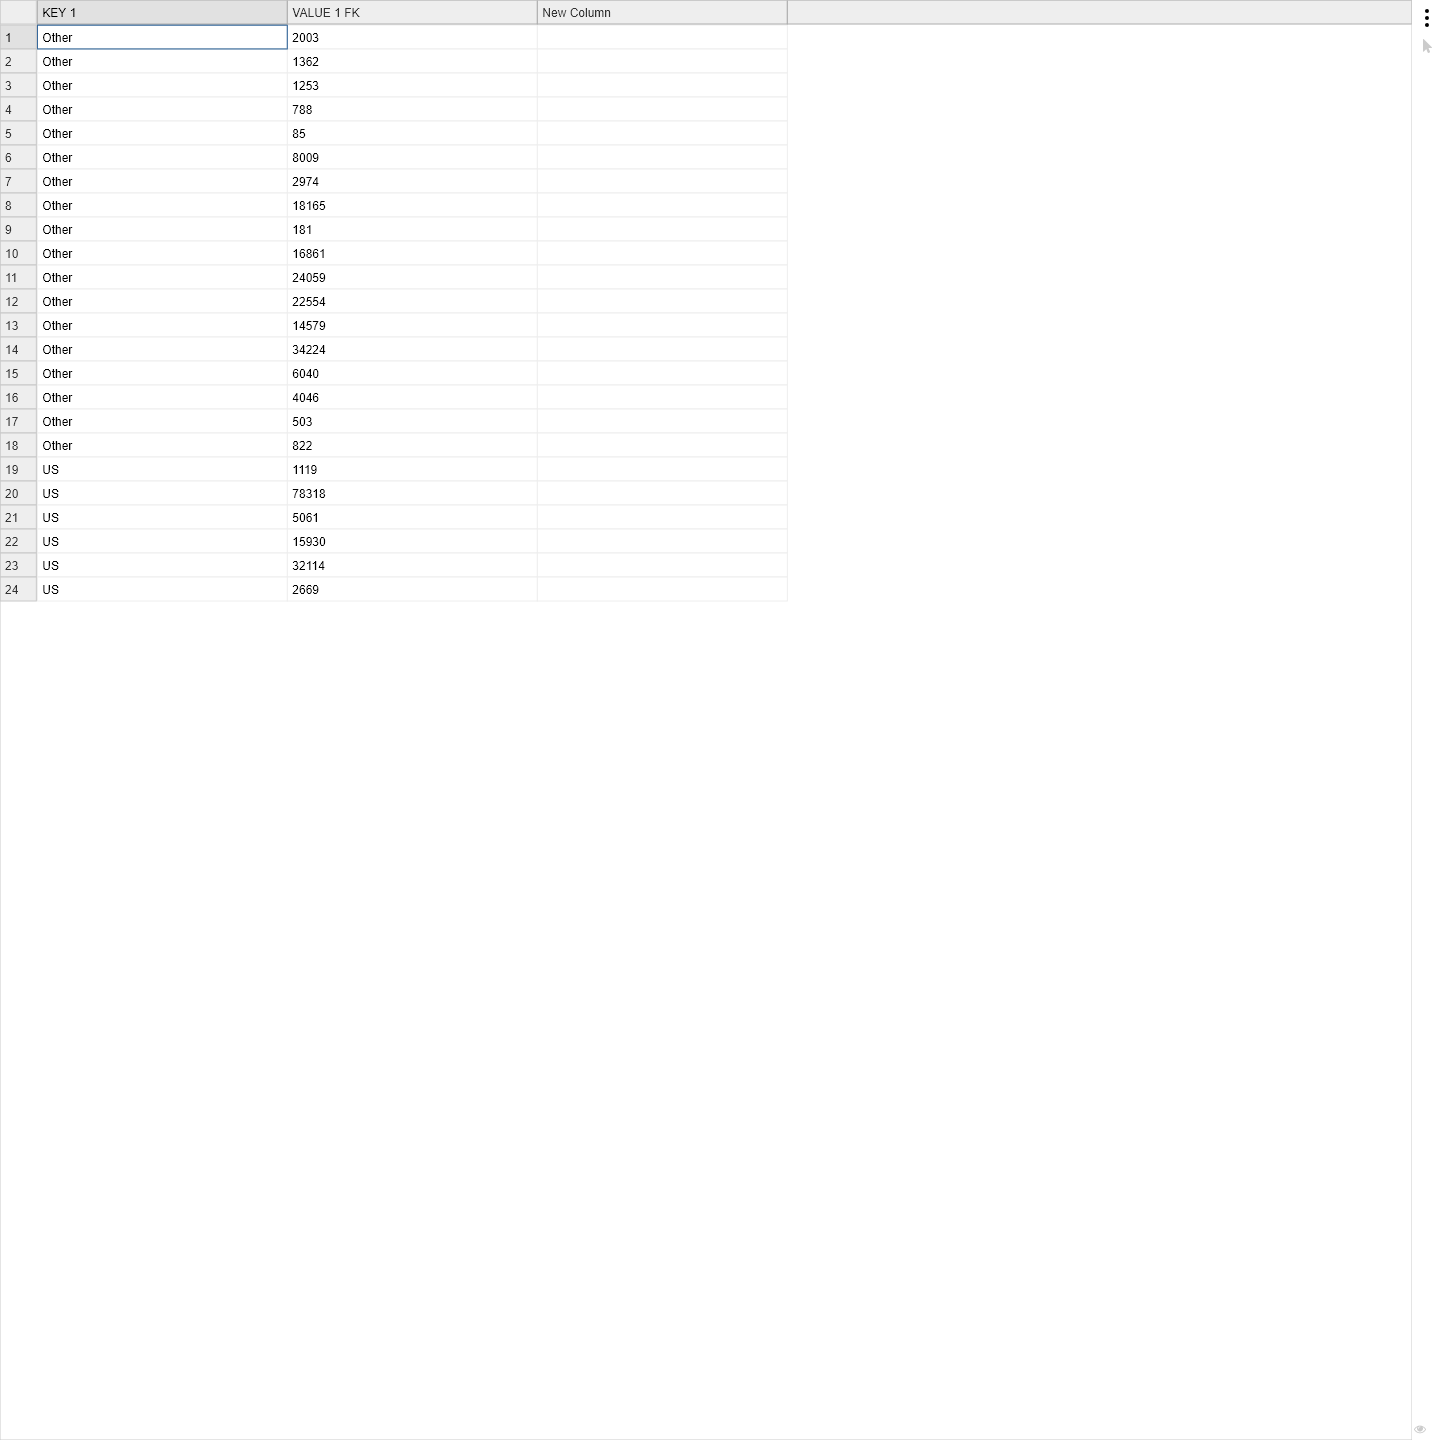 KEY 1 VALUE 1 FK New Column
1 Other 2003
2 Other 1362
3 Other 1253
4 Other 788
5 Other 85
6 Other 8009
7 Other 2974
8 Other 18165
9 Other 181
10 Other 16861
11 Other 24059
12 Other 22554
13 Other 14579
14 Other 34224
15 Other 6040
16 Other 4046
17 Other 503
18 Other 822
19 US 1119
20 US 78318
21 US 5061
22 US 15930
23 US 32114
24 US 2669